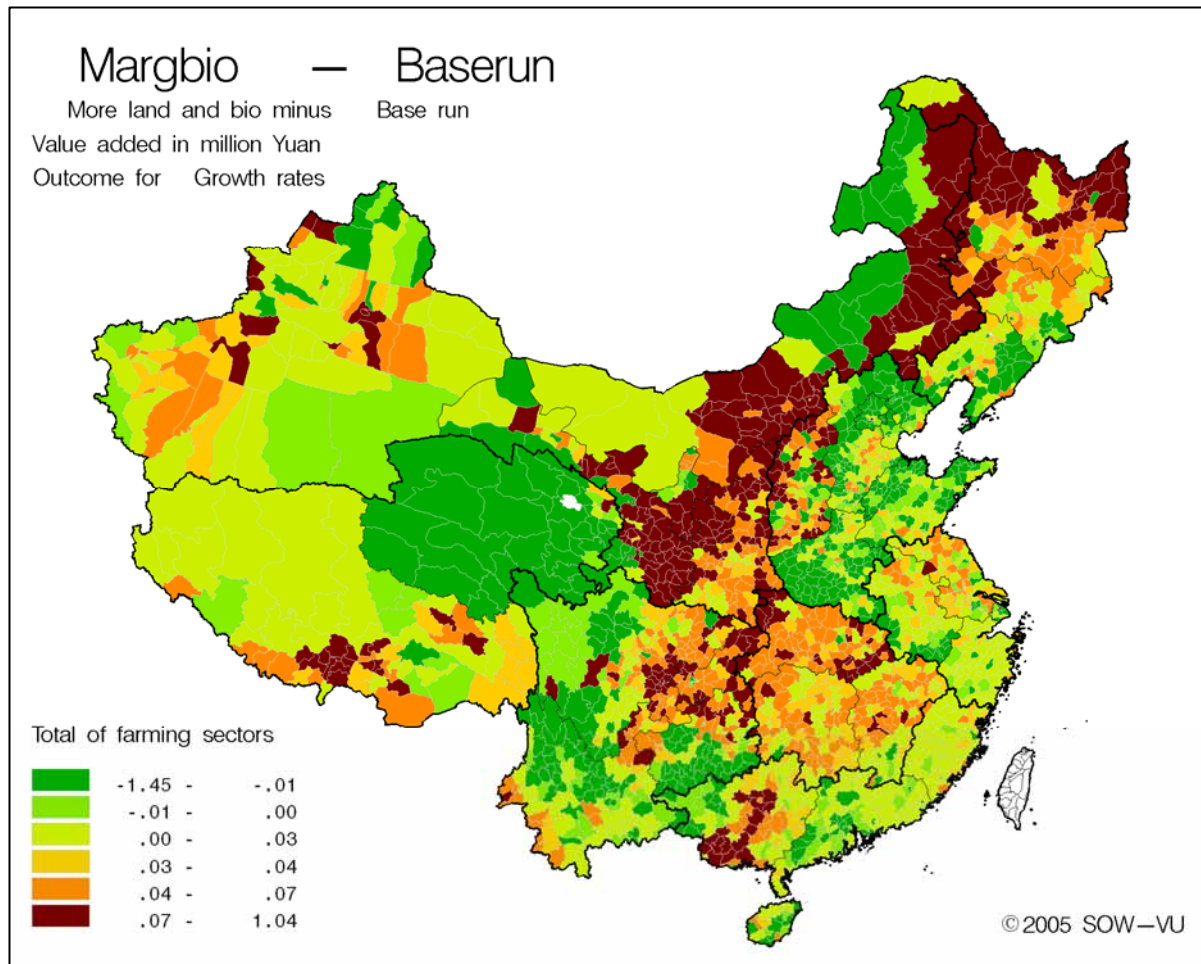 Margbio — Baserun
More land and bio minus Base run
Value added in million Yuan
Outcome for Growth rates
Total of farming sectors
-1.45 - -.01
-.01 - .00
.00 - .03
.03 - .04
.04 - .07
.07 - 1.04
©2005 SOW—VU